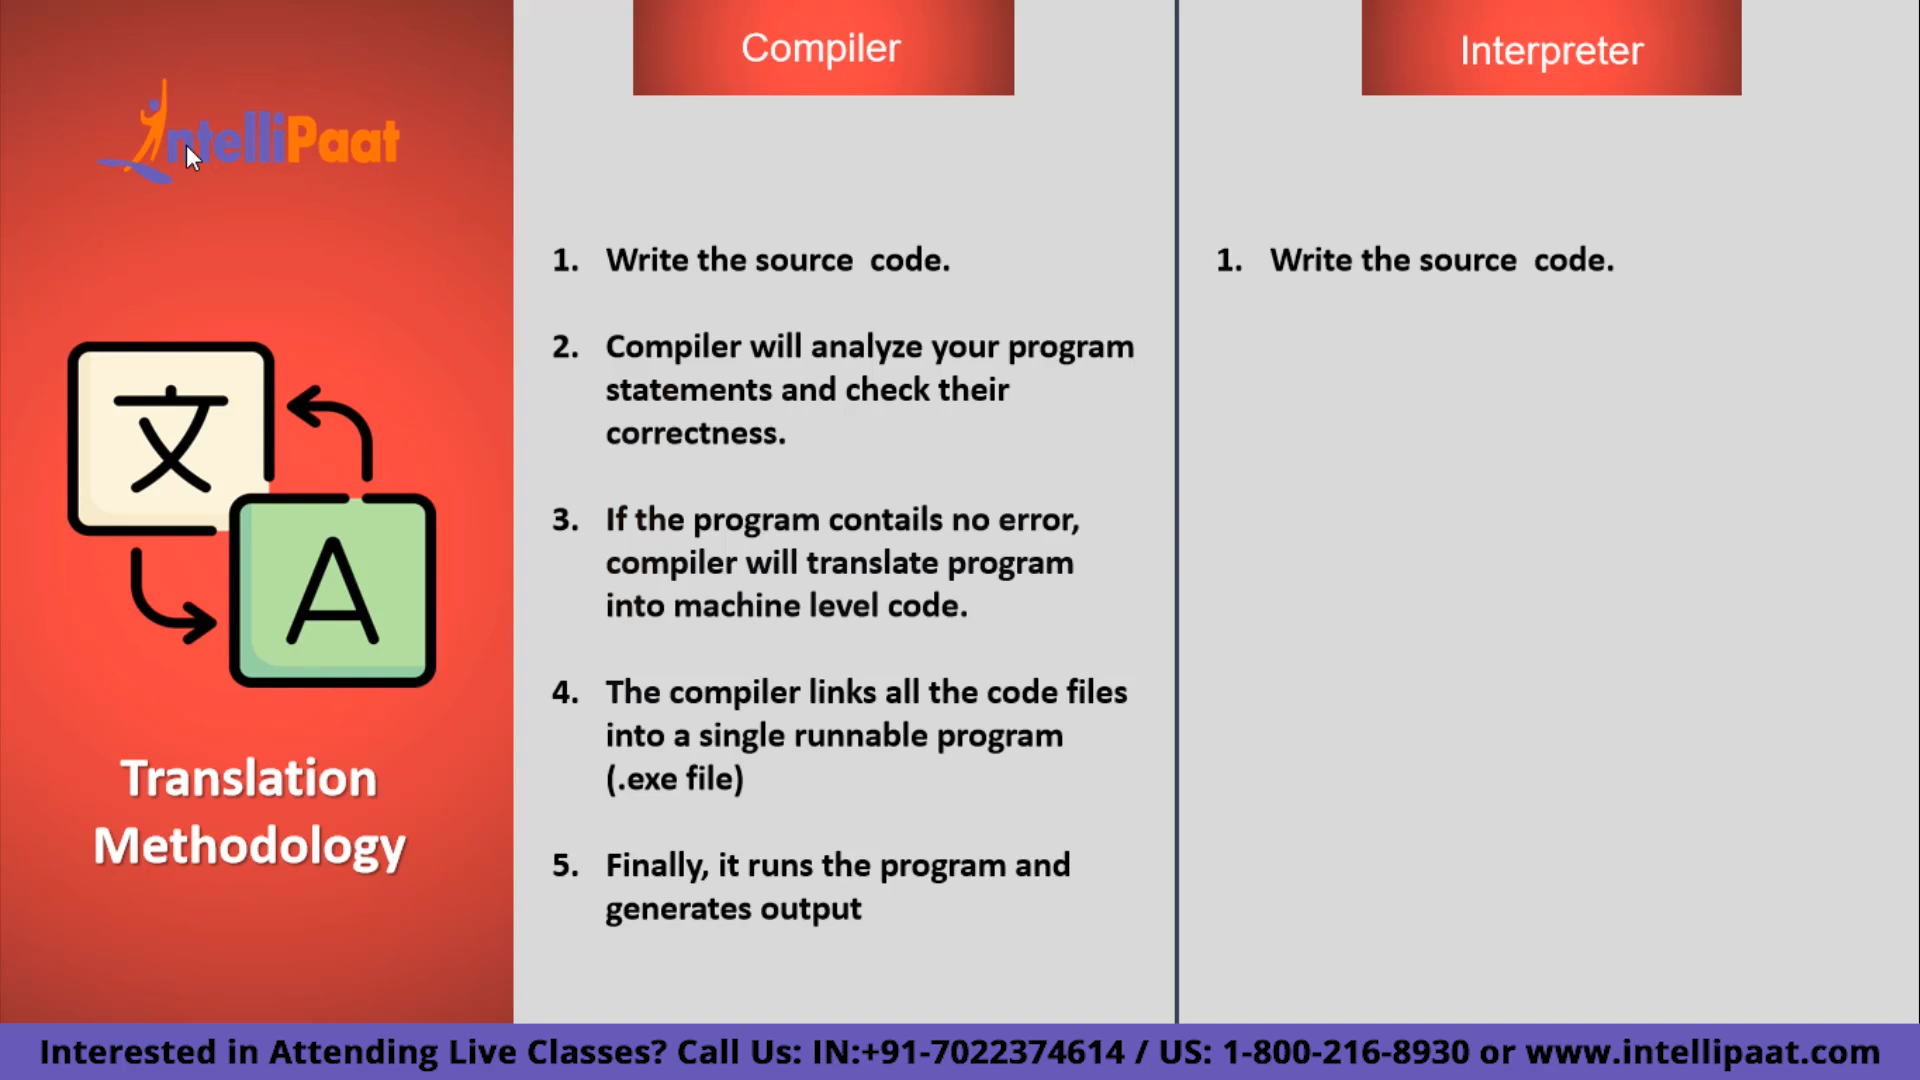 IntelliPaat
文
A
Translation
Methodology
Compiler
1. Write the source code.
2. Compiler will analyze your program
statements and check their
correctness.
3. If the program contails no error,
compiler will translate program
into machine level code.
4. The compiler links all the code files
into a single runnable program
(.exe file)
5. Finally, it runs the program and
generates output
Interpreter
1. Write the source code.
Interested in Attending Live Classes? Call Us: IN:+91-7022374614 / US: 1-800-216-8930 or www.intellipaat.com